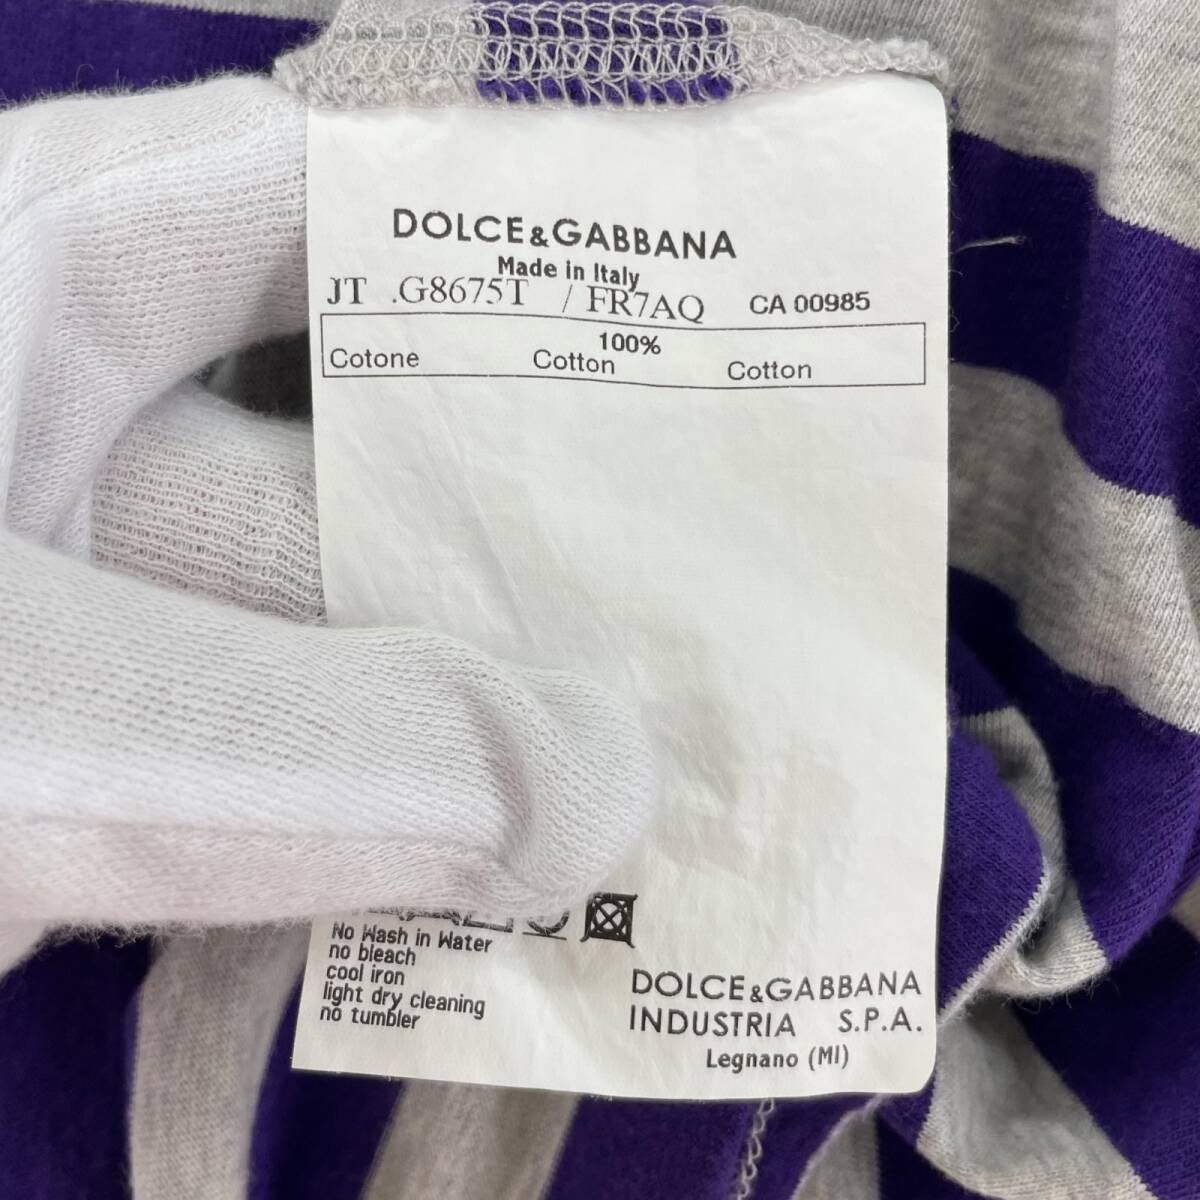 DOLCE&GABBANA
Made in Italy
JT .G8675T / FR7AQ CA 00985
100%
Cotone Cotton Cotton
No Wash in Water
no bleach
cool iron
light dry cleaning
no tumbler
DOLCE&GABBANA
INDUSTRIA S.P.A.
Legnano (MI)